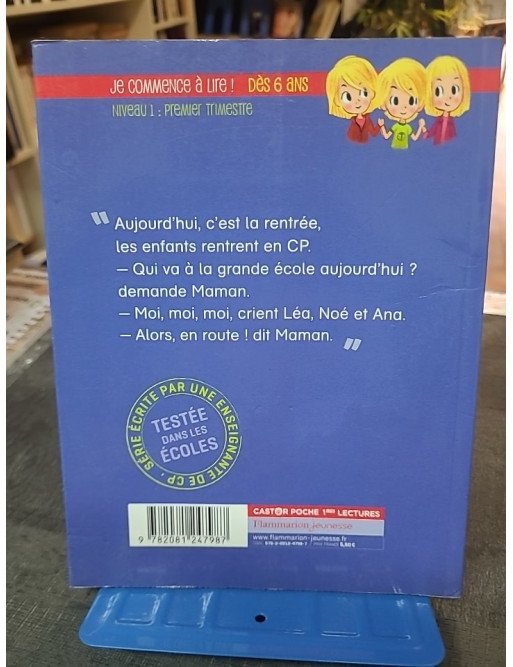 JE COMMENCE À LIRE ! DÈS 6 ANS
NIVEAU 1 : PREMIER TRIMESTRE
“ Aujourd'hui, c'est la rentrée,
les enfants rentrent en CP.
– Qui va à la grande école aujourd'hui ?
demande Maman.
– Moi, moi, moi, crient Léa, Noé et Ana.
– Alors, en route ! dit Maman. ”
SÉRIE ÉCRITE PAR UNE ENSEIGNANTE DE CP.
TESTÉE
DANS LES
ÉCOLES
CASTOR POCHE 1ères LECTURES
Flammarion jeunesse
www.flammarion-jeunesse.fr
9 782081 247987
5,50 €